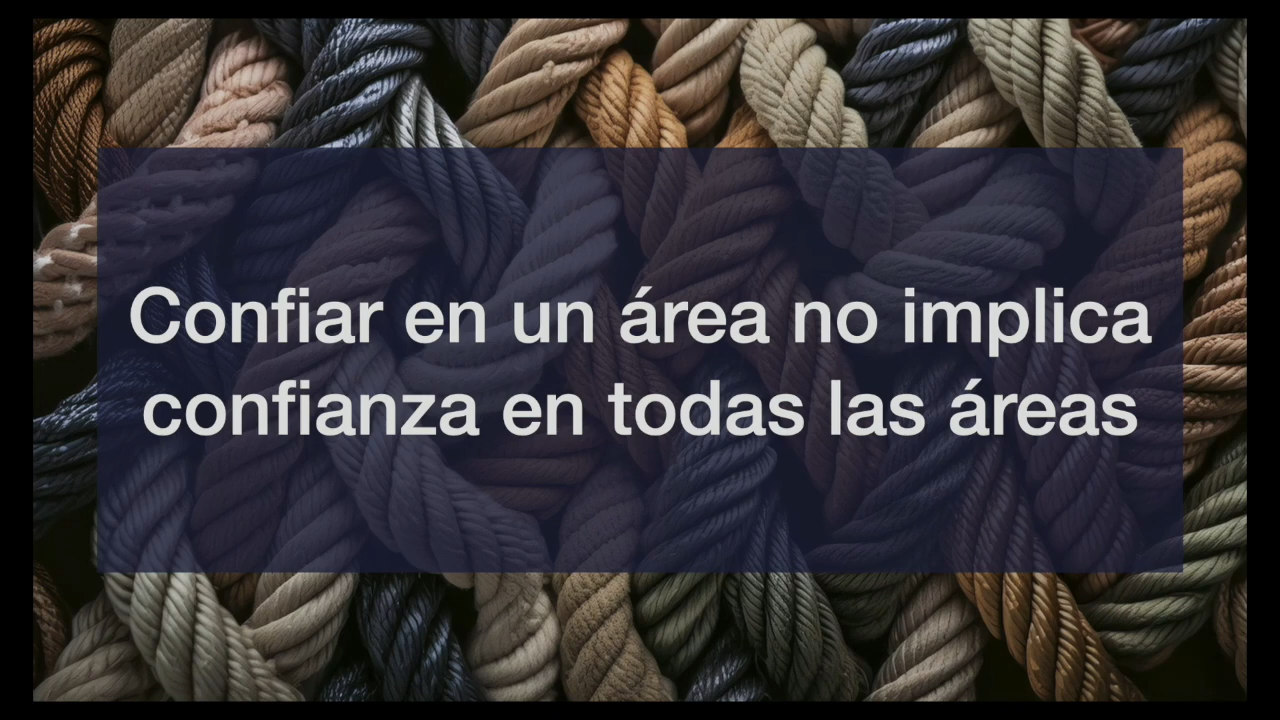 Confiar en un área no implica
confianza en todas las áreas